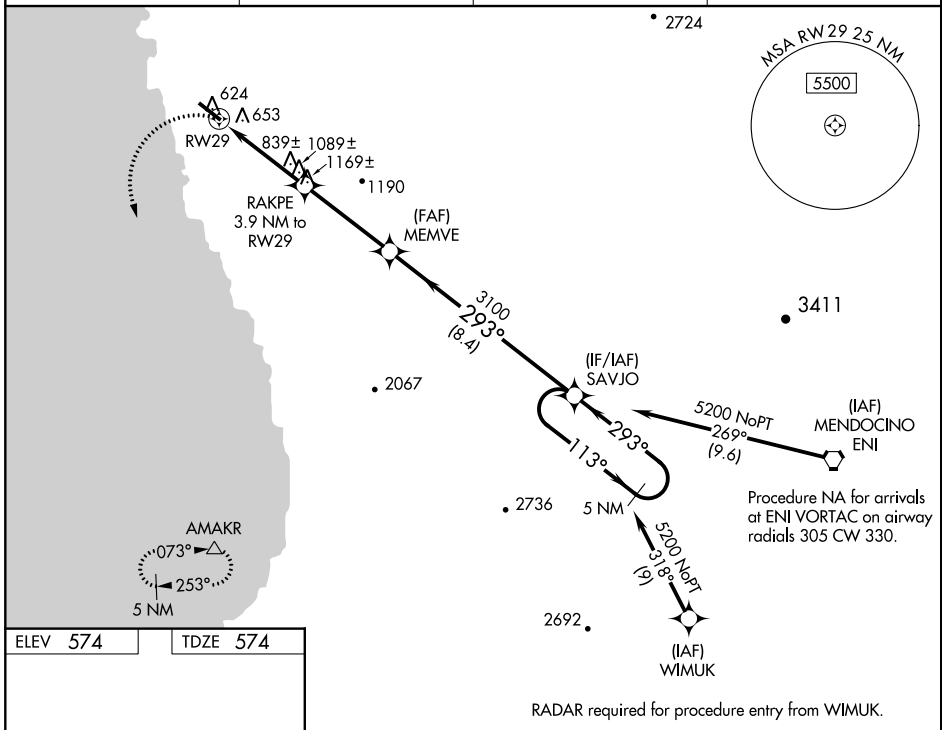 2724
MSA RW29 25 NM
5500
624
653
RW29
839±
1089±
1169±
1190
RAKPE
3.9 NM to
RW29
(FAF)
MEMVE
3100
293°
(8.4)
3411
(IF/IAF)
SAVJO
2067
5200 NoPT
269°
(9.6)
(IAF)
MENDOCINO
ENI
293°
113°
5 NM
Procedure NA for arrivals
at ENI VORTAC on airway
radials 305 CW 330.
2736
5200 NoPT
318°
(9)
AMAKR
073°
253°
5 NM
2692
(IAF)
WIMUK
ELEV 574
TDZE 574
RADAR required for procedure entry from WIMUK.